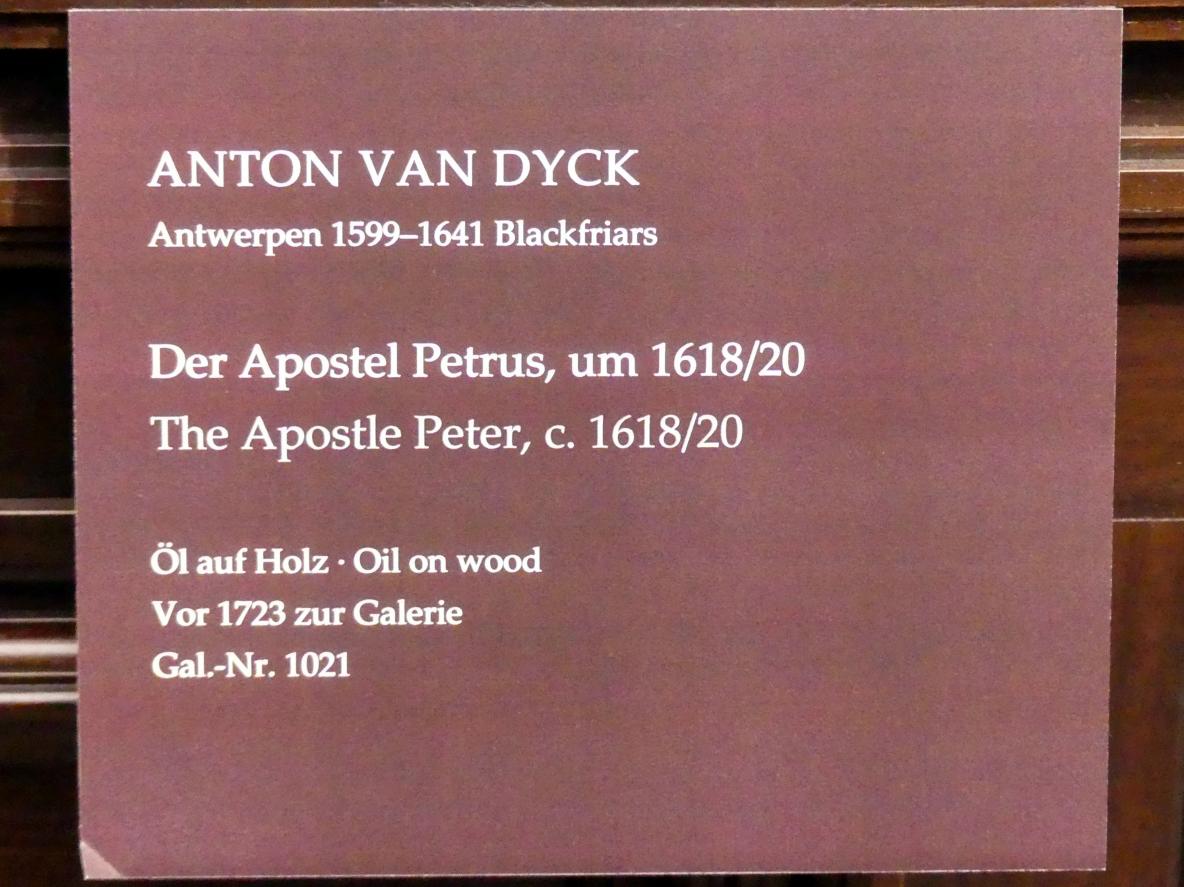 ANTON VAN DYCK
Antwerpen 1599–1641 Blackfriars
Der Apostel Petrus, um 1618/20
The Apostle Peter, c. 1618/20
Öl auf Holz · Oil on wood
Vor 1723 zur Galerie
Gal.-Nr. 1021